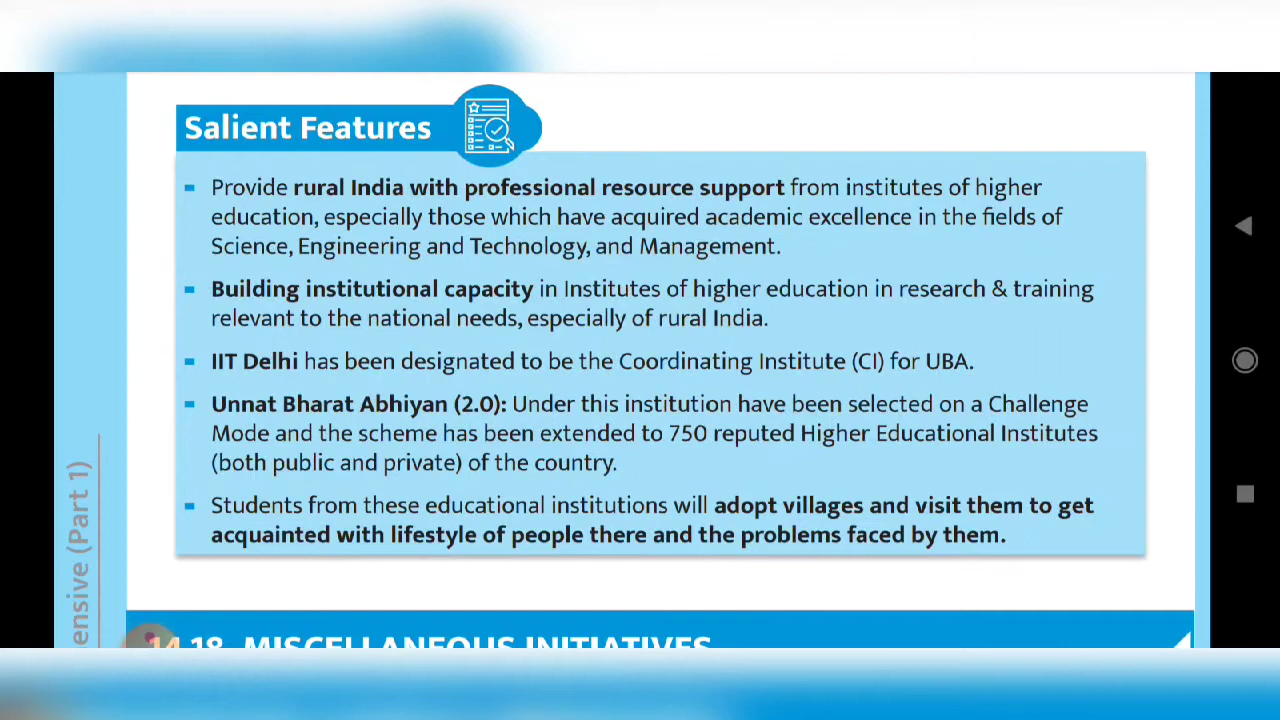 Salient Features
Provide rural India with professional resource support from institutes of higher
education, especially those which have acquired academic excellence in the fields of
Science, Engineering and Technology, and Management.
Building institutional capacity in Institutes of higher education in research & training
relevant to the national needs, especially of rural India.
IIT Delhi has been designated to be the Coordinating Institute (CI) for UBA.
Unnat Bharat Abhiyan (2.0): Under this institution have been selected on a Challenge
Mode and the scheme has been extended to 750 reputed Higher Educational Institutes
(both public and private) of the country.
Students from these educational institutions will adopt villages and visit them to get
acquainted with lifestyle of people there and the problems faced by them.
14.18. MISCELLANEOUS INITIATIVES
ensive (Part 1)